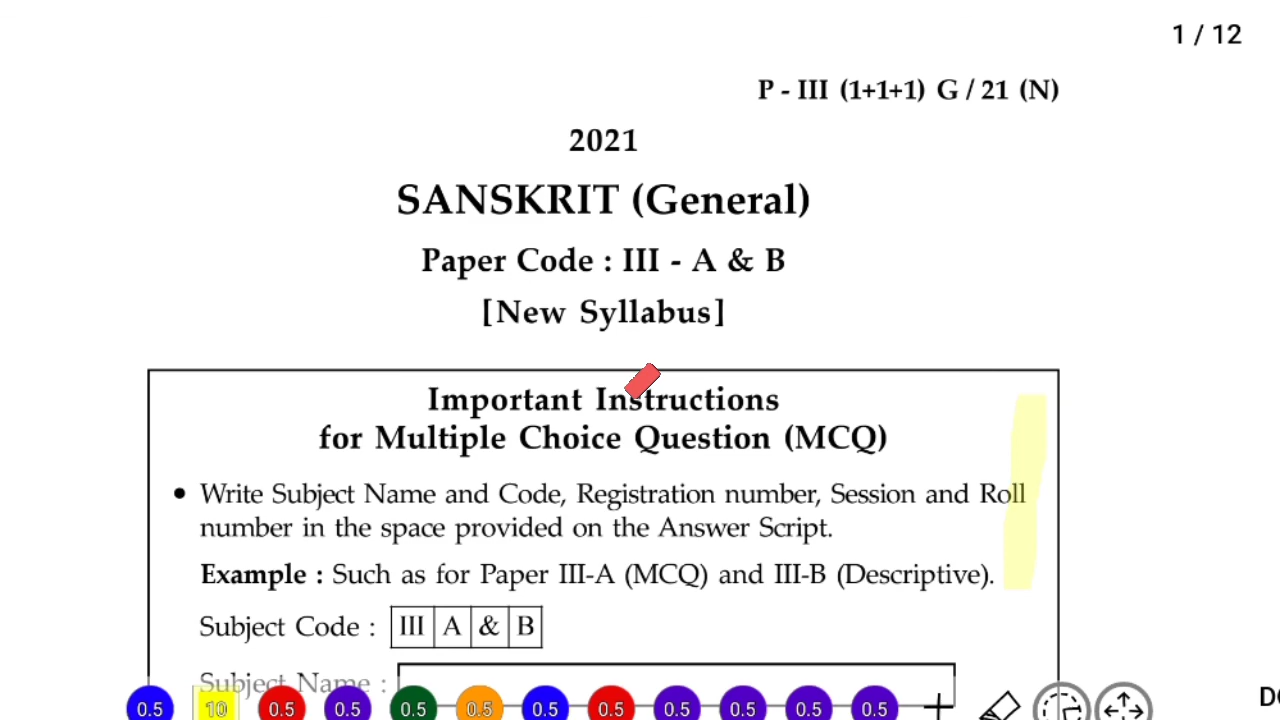 1 / 12
P - III (1+1+1) G / 21 (N)
2021
SANSKRIT (General)
Paper Code : III - A & B
[New Syllabus]
Important Instructions
for Multiple Choice Question (MCQ)
• Write Subject Name and Code, Registration number, Session and Roll
number in the space provided on the Answer Script.
Example : Such as for Paper III-A (MCQ) and III-B (Descriptive).
Subject Code : III A & B
Subject Name :
0.5 10 0.5 0.5 0.5 0.5 0.5 0.5 0.5 0.5 0.5 0.5